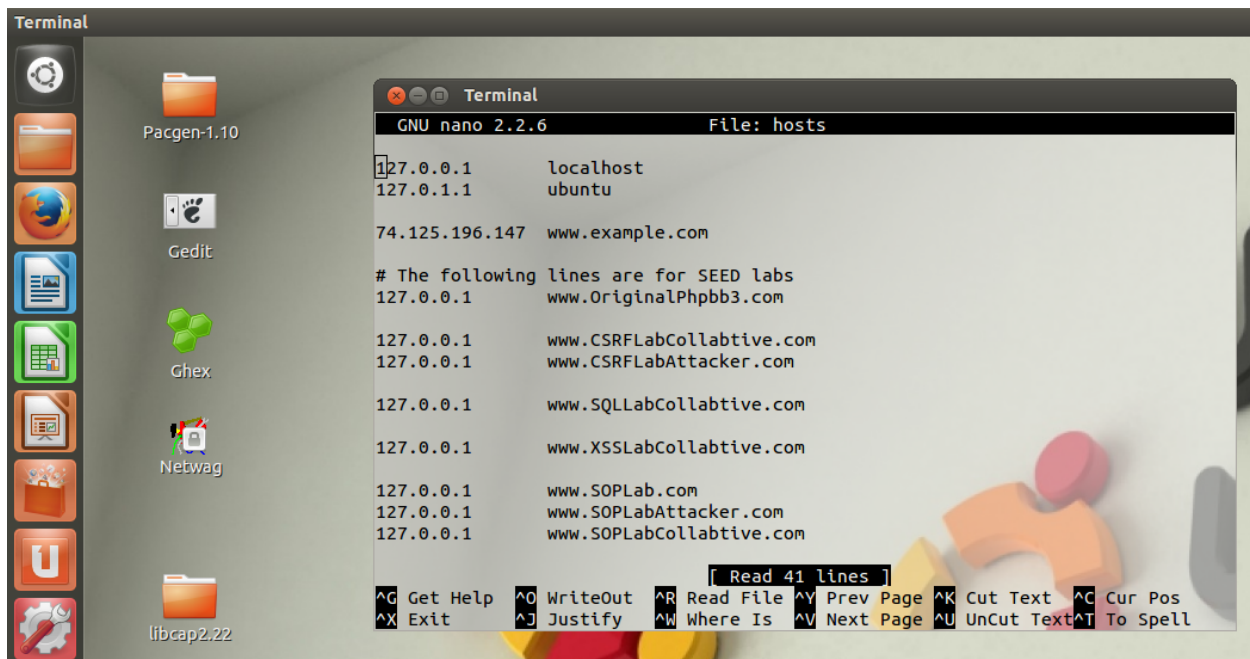 Terminal
Pacgen-1.10
Gedit
Ghex
Netwag
libcap2.22
Terminal
GNU nano 2.2.6 File: hosts
127.0.0.1 localhost
127.0.1.1 ubuntu
74.125.196.147 www.example.com
# The following lines are for SEED labs
127.0.0.1 www.OriginalPhpbb3.com
127.0.0.1 www.CSRFLabCollabtive.com
127.0.0.1 www.CSRFLabAttacker.com
127.0.0.1 www.SQLLabCollabtive.com
127.0.0.1 www.XSSLabCollabtive.com
127.0.0.1 www.SOPLab.com
127.0.0.1 www.SOPLabAttacker.com
127.0.0.1 www.SOPLabCollabtive.com
[ Read 41 lines ]
^G Get Help ^O WriteOut ^R Read File ^Y Prev Page ^K Cut Text ^C Cur Pos
^X Exit ^J Justify ^W Where Is ^V Next Page ^U UnCut Text ^T To Spell